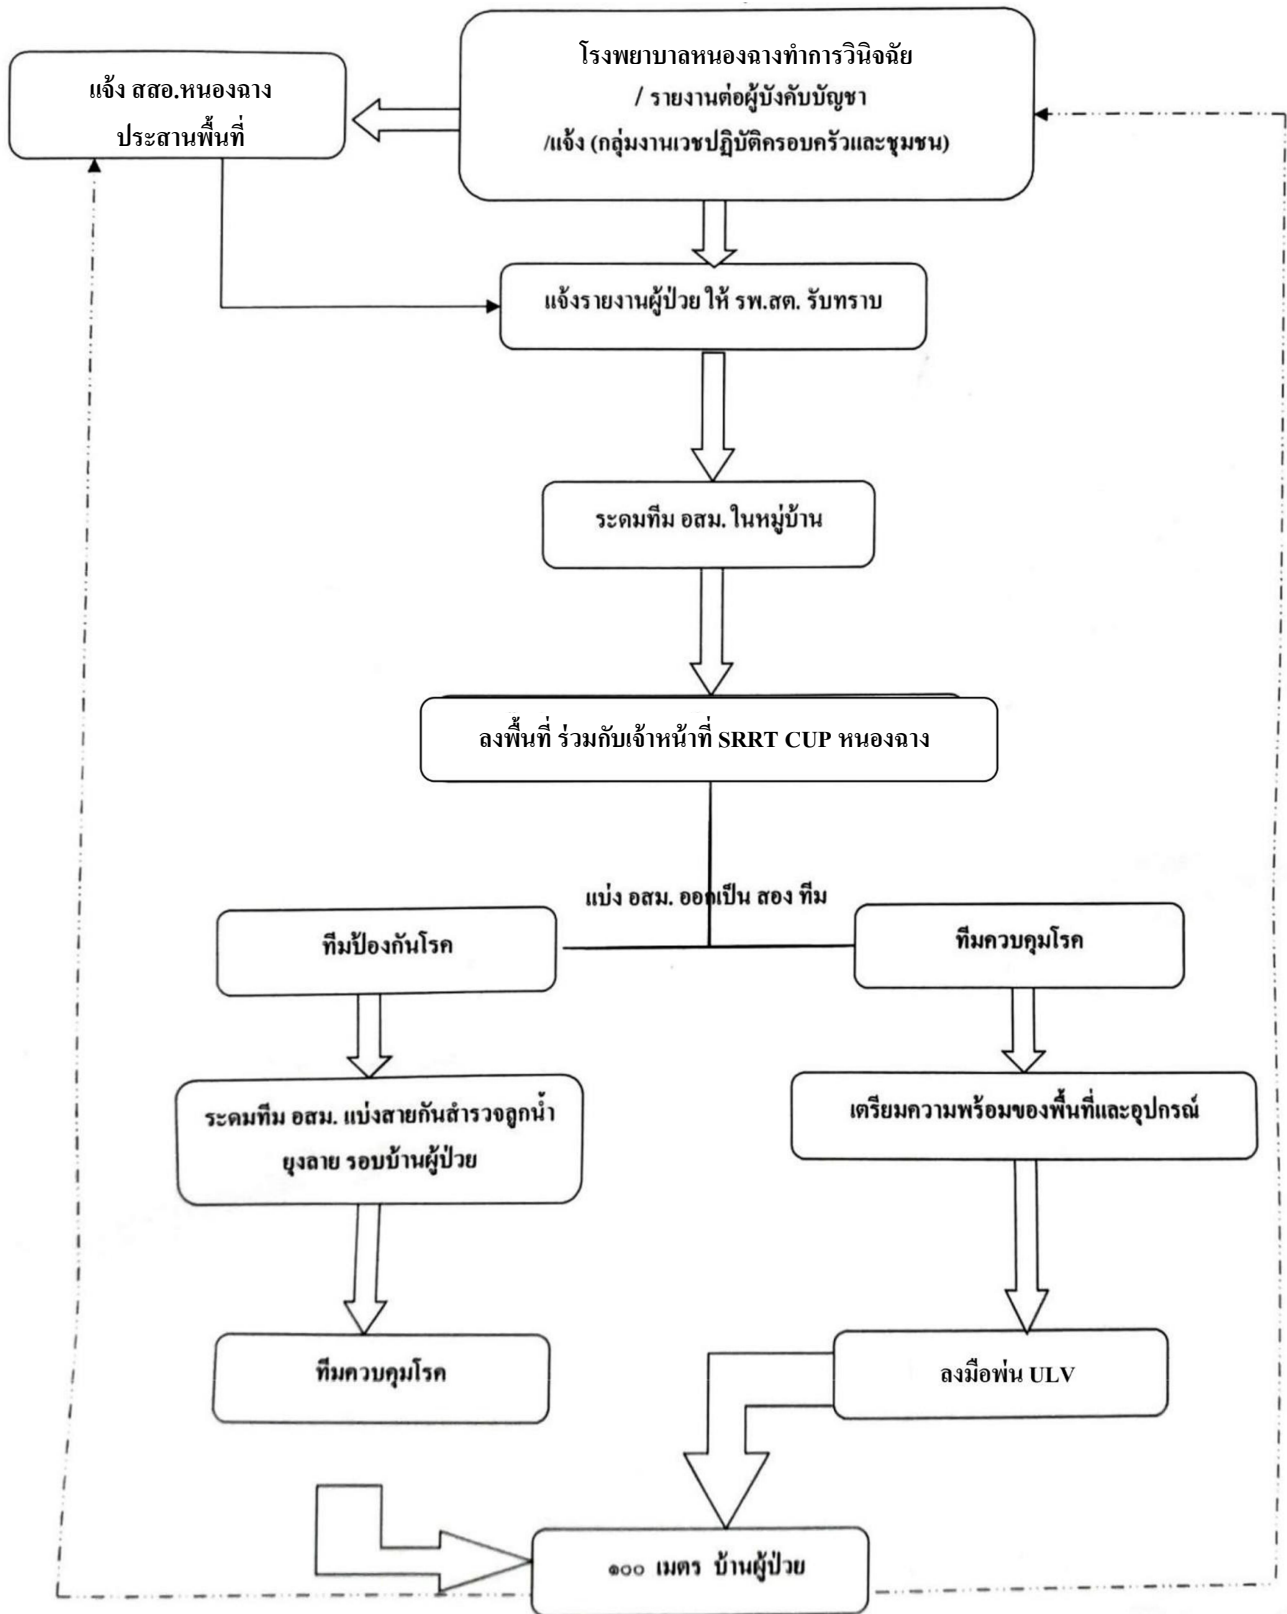 โรงพยาบาลหนองฉางทำการวินิจฉัย
/ รายงานต่อผู้บังคับบัญชา
/แจ้ง (กลุ่มงานเวชปฏิบัติครอบครัวและชุมชน)
แจ้ง สสอ.หนองฉาง
ประสานพื้นที่
แจ้งรายงานผู้ป่วย ให้ รพ.สต. รับทราบ
ระดมทีม อสม. ในหมู่บ้าน
ลงพื้นที่ ร่วมกับเจ้าหน้าที่ SRRT CUP หนองฉาง
แบ่ง อสม. ออกเป็น สอง ทีม
ทีมป้องกันโรค
ทีมควบคุมโรค
ระดมทีม อสม. แบ่งสายกันสำรวจลูกน้ำ
ยุงลาย รอบบ้านผู้ป่วย
เตรียมความพร้อมของพื้นที่และอุปกรณ์
ทีมควบคุมโรค
ลงมือพ่น ULV
๑๐๐ เมตร บ้านผู้ป่วย